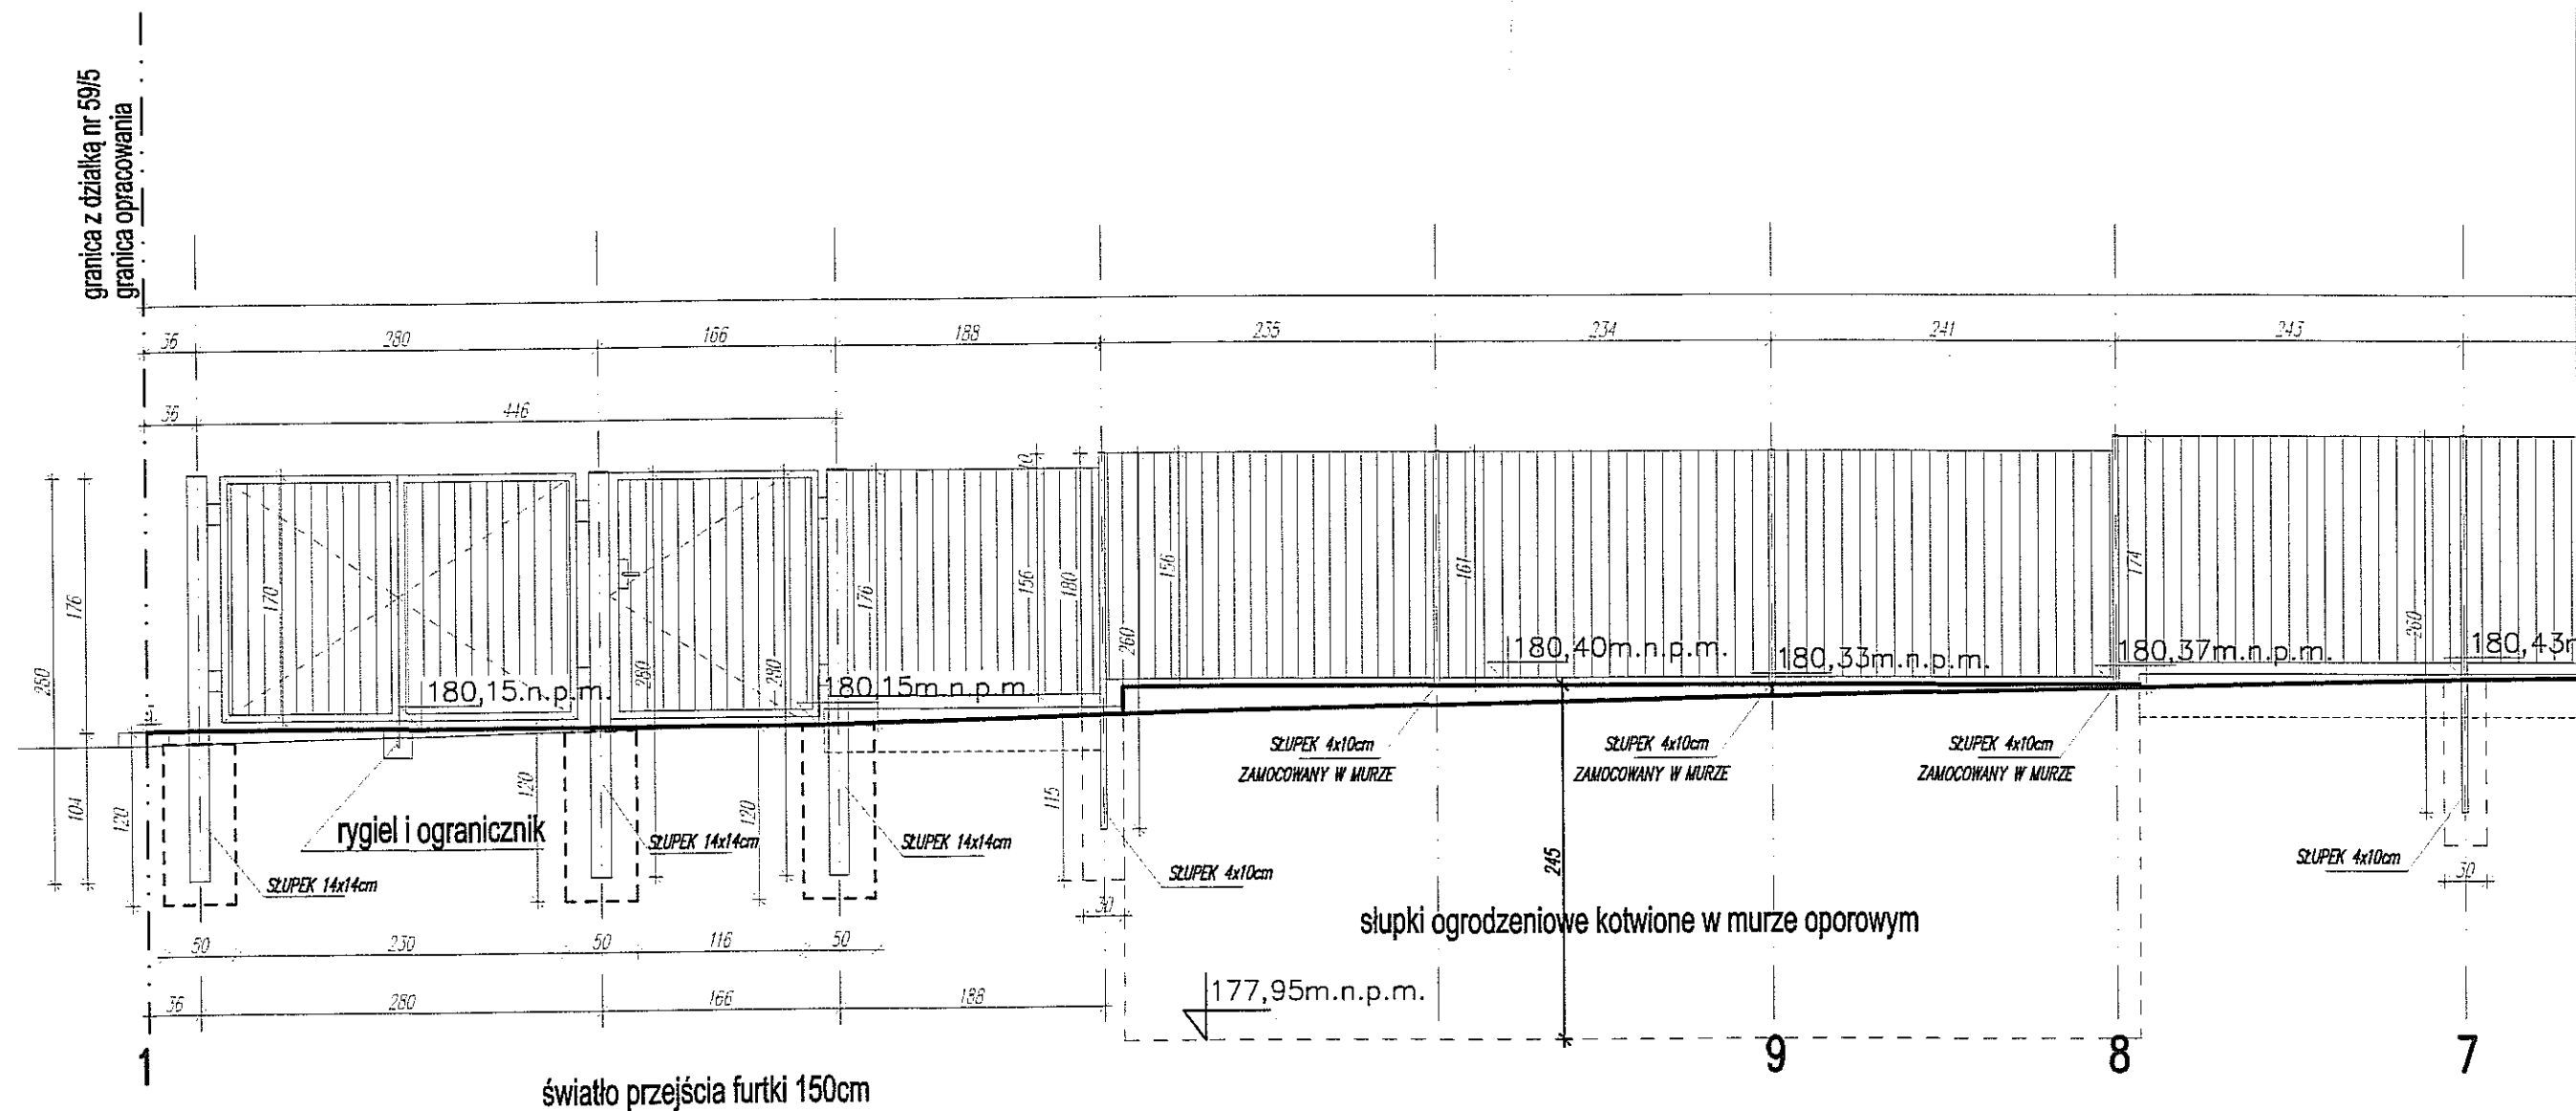 granica z działką nr 59/5
granica opracowania
36 280 166 188 235 234 241 243
36 446
10
176
280
170
280
280
176
156
180
260
156
161
174
260
180,15.n.p.m.
180,15m.n.p.m.
180,40m.n.p.m.
180,33m.n.p.m.
180,37m.n.p.m.
104
120
120
120
115
rygiel i ogranicznik
SŁUPEK 14x14cm
SŁUPEK 14x14cm
SŁUPEK 14x14cm
SŁUPEK 4x10cm
SŁUPEK 4x10cm
ZAMOCOWANY W MURZE
SŁUPEK 4x10cm
ZAMOCOWANY W MURZE
SŁUPEK 4x10cm
ZAMOCOWANY W MURZE
SŁUPEK 4x10cm
245
30
30
słupki ogrodzeniowe kotwione w murze oporowym
50 230 50 116 50
177,95m.n.p.m.
36 280 166 188
1 9 8 7
światło przejścia furtki 150cm